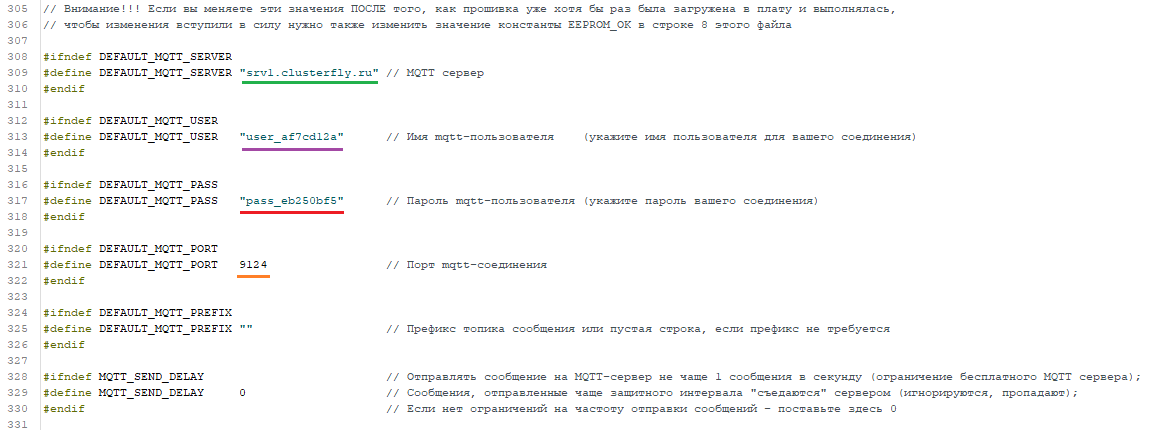 305 // Внимание!!! Если вы меняете эти значения ПОСЛЕ того, как прошивка уже хотя бы раз была загружена в плату и выполнялась,
306 // чтобы изменения вступили в силу нужно также изменить значение константы EEPROM_OK в строке 8 этого файла
307
308 #ifndef DEFAULT_MQTT_SERVER
309 #define DEFAULT_MQTT_SERVER "srv1.clusterfly.ru" // MQTT сервер
310 #endif
311
312 #ifndef DEFAULT_MQTT_USER
313 #define DEFAULT_MQTT_USER "user_af7cd12a" // Имя mqtt-пользователя (укажите имя пользователя для вашего соединения)
314 #endif
315
316 #ifndef DEFAULT_MQTT_PASS
317 #define DEFAULT_MQTT_PASS "pass_eb250bf5" // Пароль mqtt-пользователя (укажите пароль вашего соединения)
318 #endif
319
320 #ifndef DEFAULT_MQTT_PORT
321 #define DEFAULT_MQTT_PORT 9124 // Порт mqtt-соединения
322 #endif
323
324 #ifndef DEFAULT_MQTT_PREFIX
325 #define DEFAULT_MQTT_PREFIX "" // Префикс топика сообщения или пустая строка, если префикс не требуется
326 #endif
327
328 #ifndef MQTT_SEND_DELAY // Отправлять сообщение на MQTT-сервер не чаще 1 сообщения в секунду (ограничение бесплатного MQTT сервера);
329 #define MQTT_SEND_DELAY 0 // Сообщения, отправленные чаще защитного интервала "съедаются" сервером (игнорируются, пропадают);
330 #endif // Если нет ограничений на частоту отправки сообщений - поставьте здесь 0
331